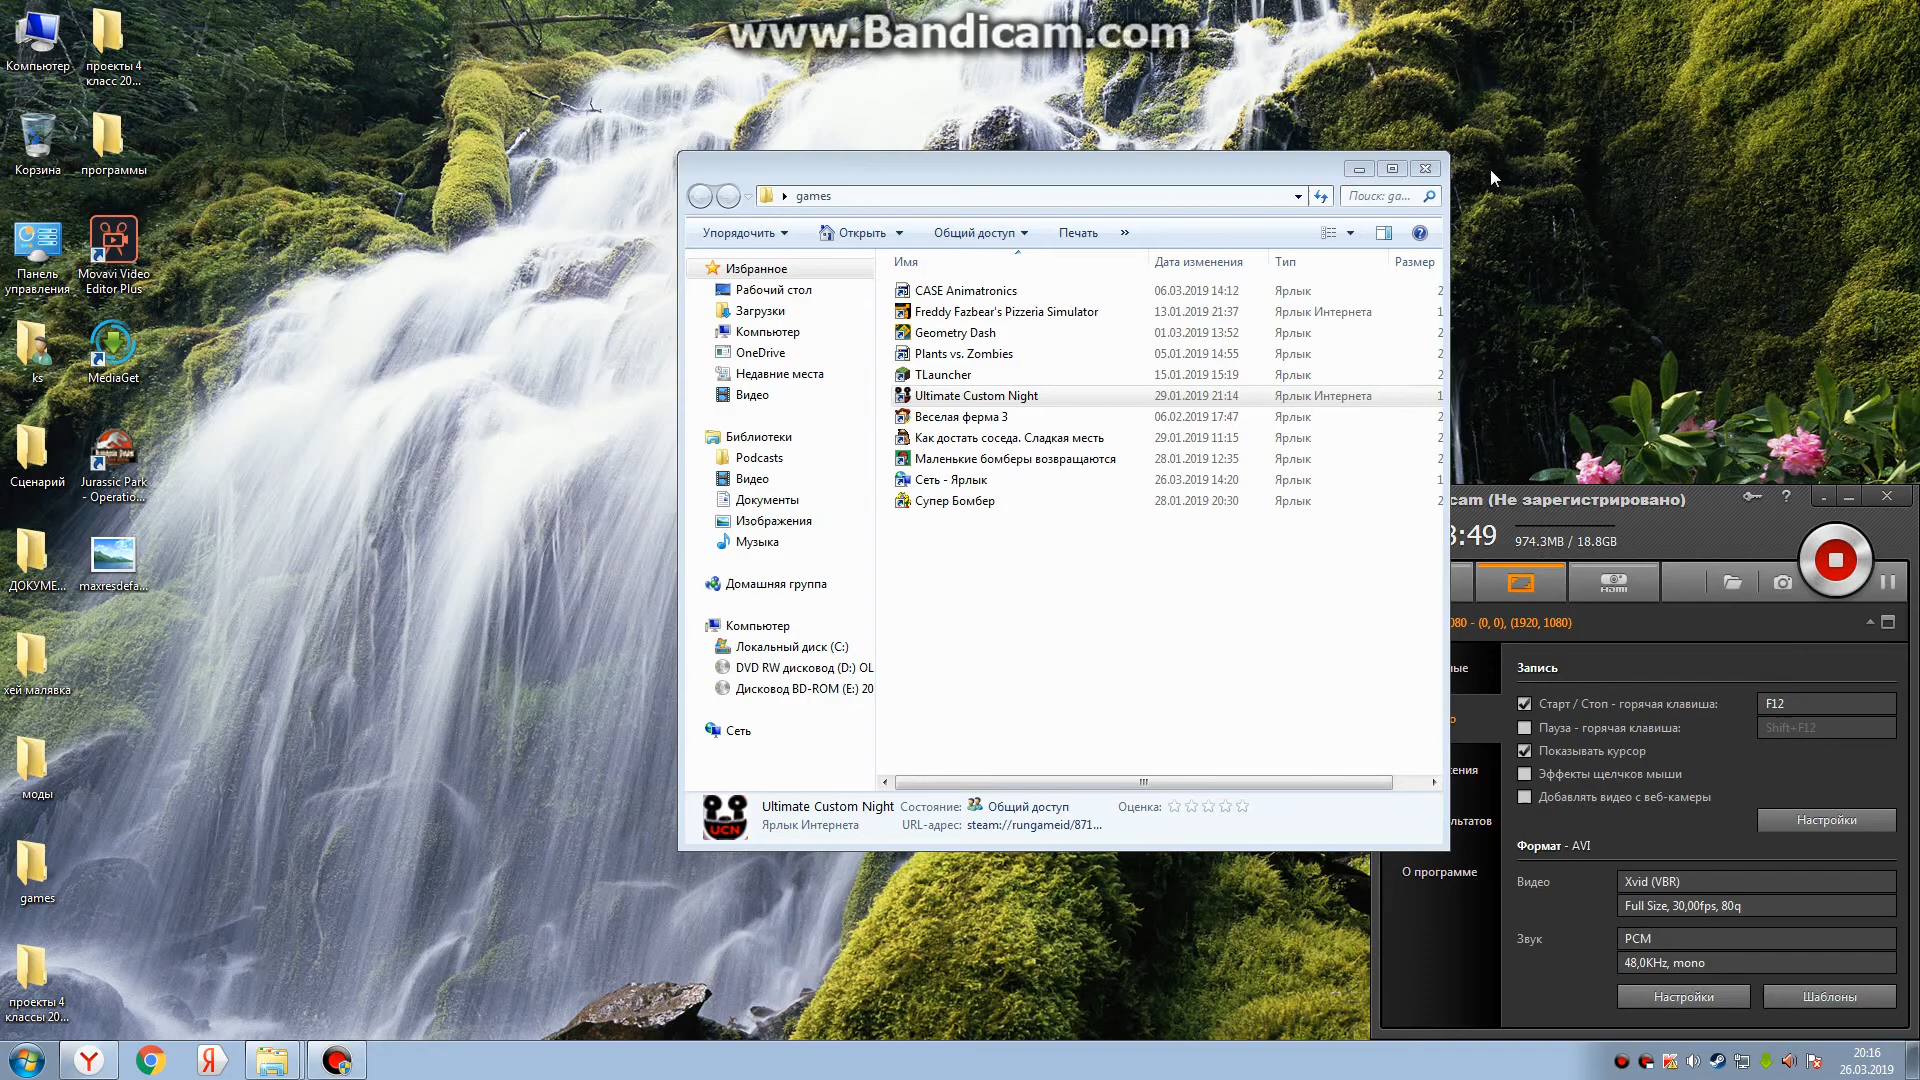 www.Bandicam.com
Компьютер
проекты 4
класс 20...
Корзина
программы
Панель
управления
Movavi Video
Editor Plus
ks
MediaGet
Сценарий
Jurassic Park
- Operatio...
ДОКУМЕ...
maxresdefa...
хей малявка
моды
games
проекты 4
классы 20...
games
Поиск: ga...
Упорядочить
Открыть
Общий доступ
Печать
»
Имя
Дата изменения
Тип
Размер
CASE Animatronics 06.03.2019 14:12 Ярлык 2
Freddy Fazbear's Pizzeria Simulator 13.01.2019 21:37 Ярлык Интернета 1
Geometry Dash 01.03.2019 13:52 Ярлык 2
Plants vs. Zombies 05.01.2019 14:55 Ярлык 2
TLauncher 15.01.2019 15:19 Ярлык 2
Ultimate Custom Night 29.01.2019 21:14 Ярлык Интернета 1
Веселая ферма 3 06.02.2019 17:47 Ярлык 2
Как достать соседа. Сладкая месть 29.01.2019 11:15 Ярлык 2
Маленькие бомберы возвращаются 28.01.2019 12:35 Ярлык 2
Сеть - Ярлык 26.03.2019 14:20 Ярлык 1
Супер Бомбер 28.01.2019 20:30 Ярлык 2
Избранное
Рабочий стол
Загрузки
Компьютер
OneDrive
Недавние места
Видео
Библиотеки
Podcasts
Видео
Документы
Изображения
Музыка
Домашняя группа
Компьютер
Локальный диск (C:)
DVD RW дисковод (D:) OL
Дисковод BD-ROM (E:) 20
Сеть
UCN
Ultimate Custom Night Состояние: Общий доступ Оценка:
Ярлык Интернета URL-адрес: steam://rungameid/871...
cam (Не зарегистрировано)
?
3:49
974.3MB / 18.8GB
HDMI
080 - (0, 0), (1920, 1080)
ные
о
ения
льтатов
О программе
Запись
Старт / Стоп - горячая клавиша: F12
Пауза - горячая клавиша: Shift+F12
Показывать курсор
Эффекты щелчков мыши
Добавлять видео с веб-камеры
Настройки
Формат - AVI
Видео
Xvid (VBR)
Full Size, 30,00fps, 80q
Звук
PCM
48,0KHz, mono
Настройки
Шаблоны
20:16
26.03.2019